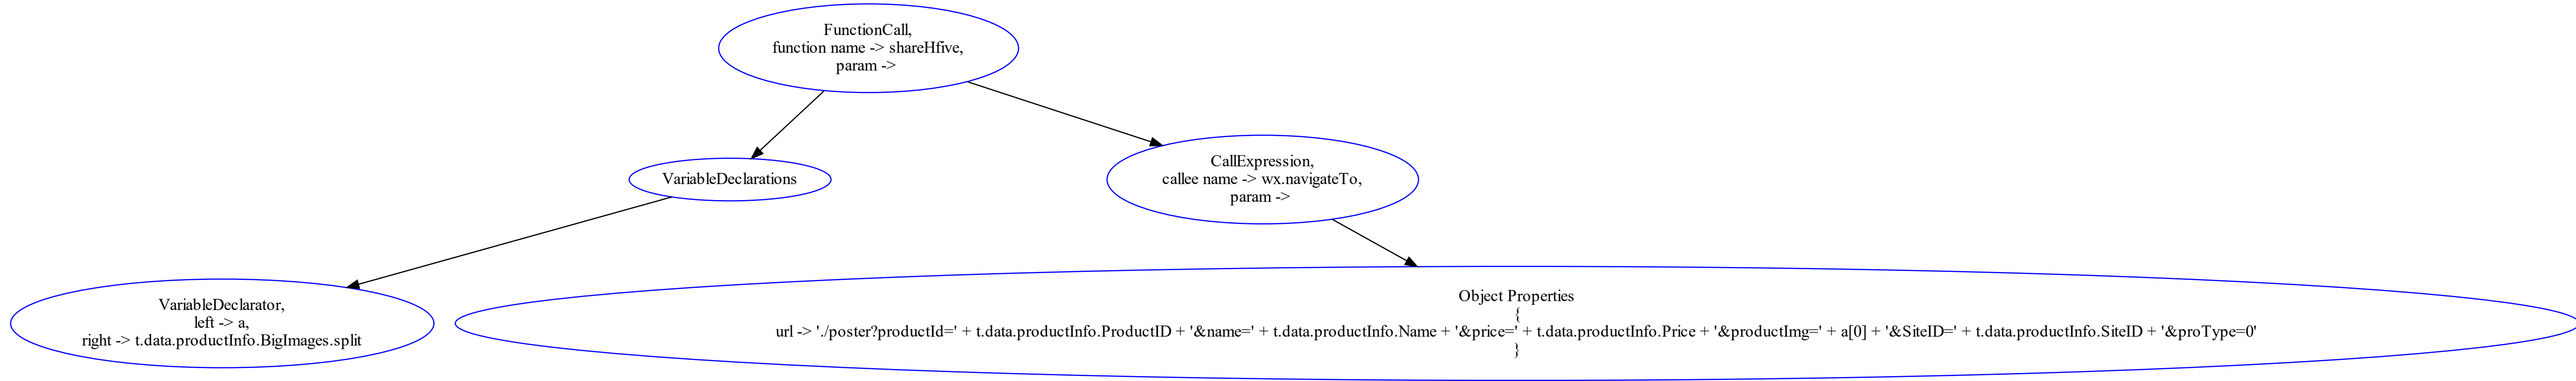 FunctionCall,
function name -> shareHfive,
param ->
VariableDeclarations
CallExpression,
callee name -> wx.navigateTo,
param ->
VariableDeclarator,
left -> a,
right -> t.data.productInfo.BigImages.split
Object Properties
{
url -> './poster?productId=' + t.data.productInfo.ProductID + '&name=' + t.data.productInfo.Name + '&price=' + t.data.productInfo.Price + '&productImg=' + a[0] + '&SiteID=' + t.data.productInfo.SiteID + '&proType=0'
}